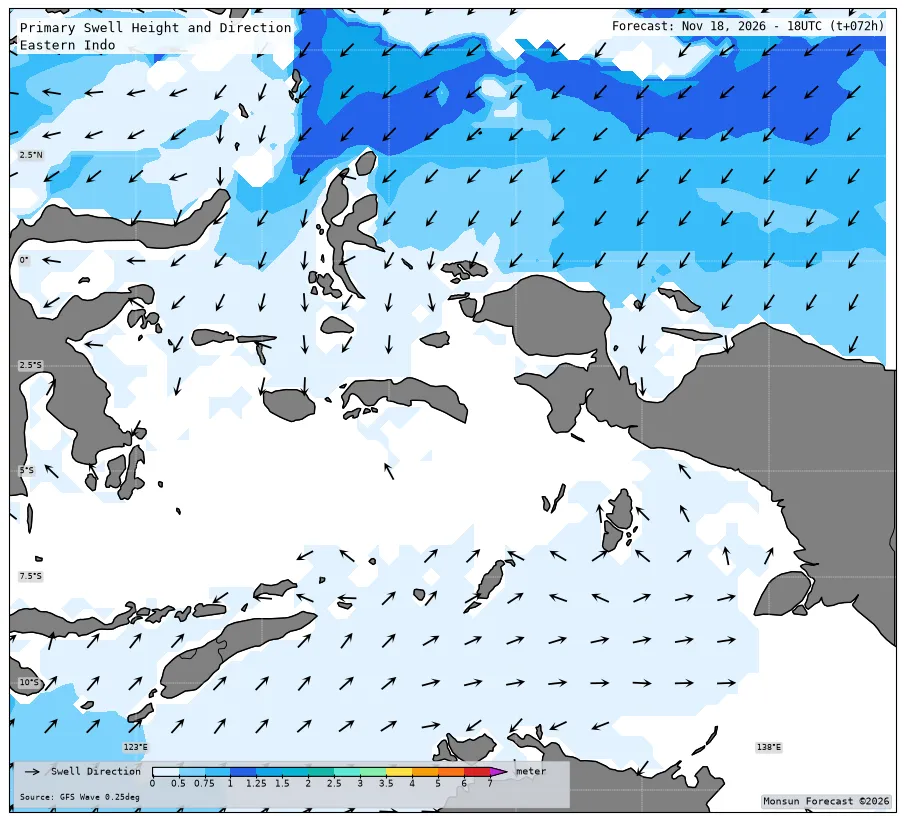 Primary Swell Height and Direction
Eastern Indo
Forecast: Nov 18, 2026 - 18UTC (t+072h)
2.5°N
0°
2.5°S
5°S
7.5°S
10°S
123°E
138°E
Swell Direction
0 0.5 0.75 1 1.25 1.5 1.75 2 2.5 3 3.5 4 5 6 7
meter
Source: GFS Wave 0.25deg
Monsun Forecast ©2026